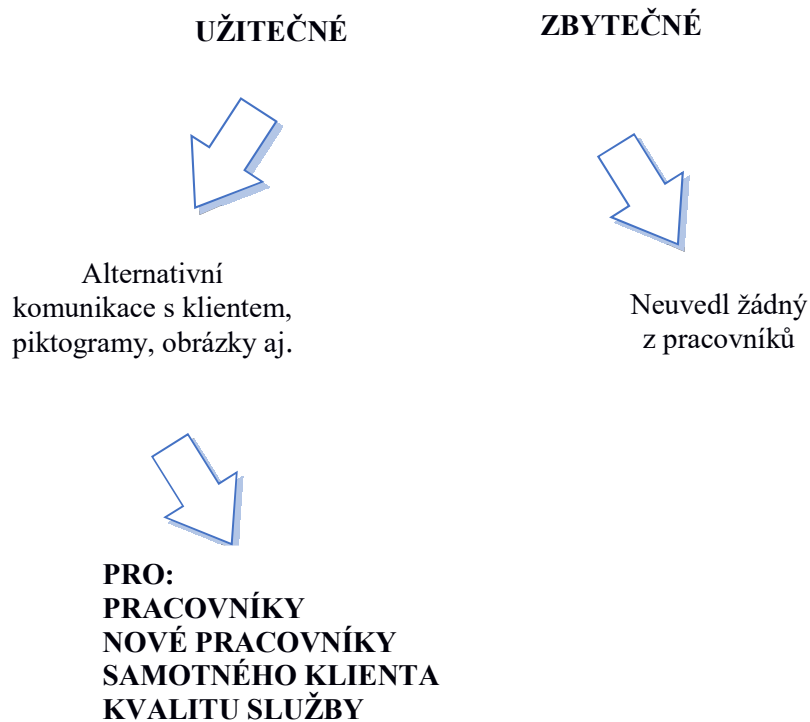 UŽITEČNÉ
ZBYTEČNÉ
Alternativní
komunikace s klientem,
piktogramy, obrázky aj.
Neuvedl žádný
z pracovníků
PRO:
PRACOVNÍKY
NOVÉ PRACOVNÍKY
SAMOTNÉHO KLIENTA
KVALITU SLUŽBY